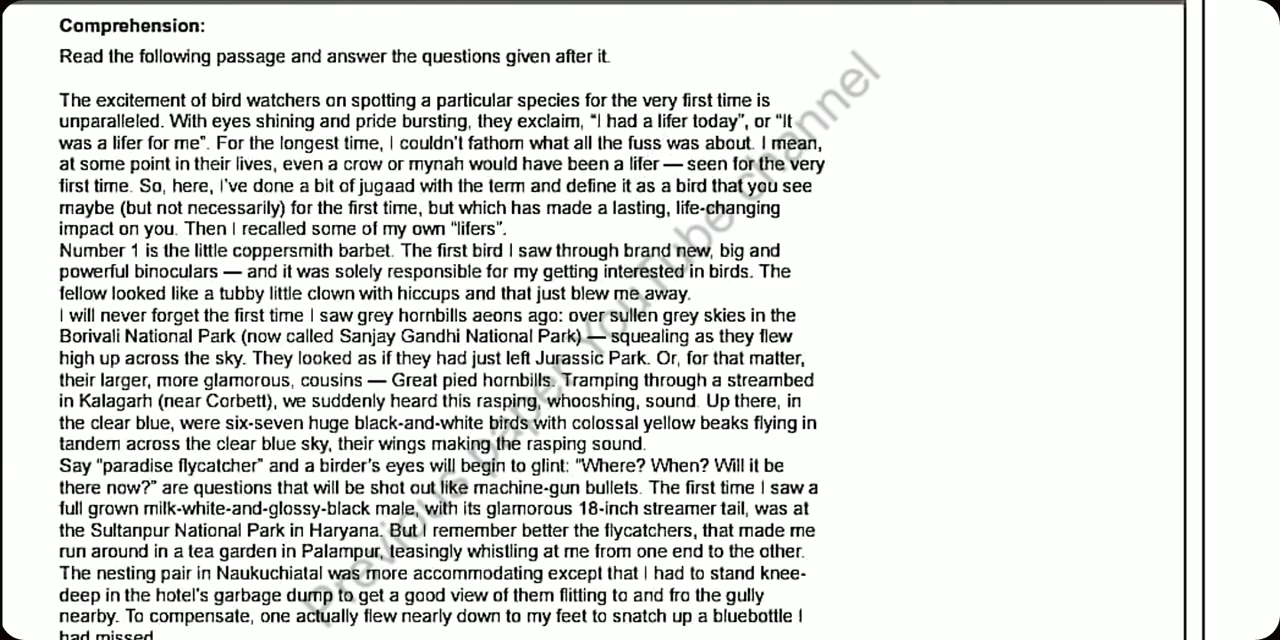 Comprehension:
Read the following passage and answer the questions given after it.
The excitement of bird watchers on spotting a particular species for the very first time is
unparalleled. With eyes shining and pride bursting, they exclaim, “I had a lifer today”, or “It
was a lifer for me”. For the longest time, I couldn’t fathom what all the fuss was about. I mean,
at some point in their lives, even a crow or mynah would have been a lifer — seen for the very
first time. So, here, I’ve done a bit of jugaad with the term and define it as a bird that you see
maybe (but not necessarily) for the first time, but which has made a lasting, life-changing
impact on you. Then I recalled some of my own “lifers”.
Number 1 is the little coppersmith barbet. The first bird I saw through brand new, big and
powerful binoculars — and it was solely responsible for my getting interested in birds. The
fellow looked like a tubby little clown with hiccups and that just blew me away.
I will never forget the first time I saw grey hornbills aeons ago: over sullen grey skies in the
Borivali National Park (now called Sanjay Gandhi National Park) — squealing as they flew
high up across the sky. They looked as if they had just left Jurassic Park. Or, for that matter,
their larger, more glamorous, cousins — Great pied hornbills. Tramping through a streambed
in Kalagarh (near Corbett), we suddenly heard this rasping, whooshing, sound. Up there, in
the clear blue, were six-seven huge black-and-white birds with colossal yellow beaks flying in
tandem across the clear blue sky, their wings making the rasping sound.
Say “paradise flycatcher” and a birder’s eyes will begin to glint: “Where? When? Will it be
there now?” are questions that will be shot out like machine-gun bullets. The first time I saw a
full grown milk-white-and-glossy-black male, with its glamorous 18-inch streamer tail, was at
the Sultanpur National Park in Haryana. But I remember better the flycatchers, that made me
run around in a tea garden in Palampur, teasingly whistling at me from one end to the other.
The nesting pair in Naukuchiatal was more accommodating except that I had to stand knee-
deep in the hotel’s garbage dump to get a good view of them flitting to and fro the gully
nearby. To compensate, one actually flew nearly down to my feet to snatch up a bluebottle I
had missed.
Previous paper YouTube channel